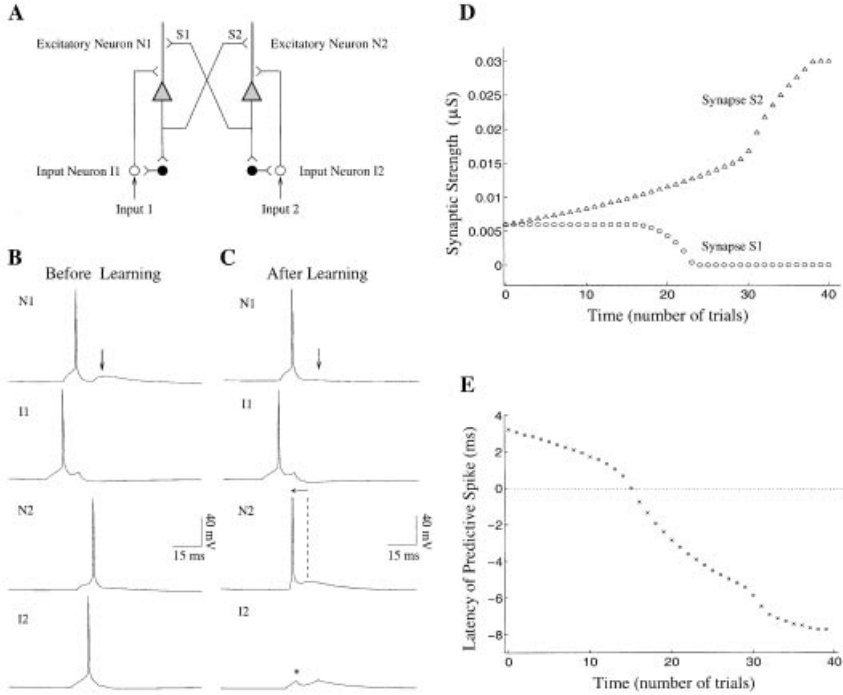 A
Excitatory Neuron N1
S1
S2
Excitatory Neuron N2
Input Neuron I1
Input Neuron I2
Input 1
Input 2
B
Before Learning
N1
I1
N2
40 mV
15 ms
I2
C
After Learning
N1
I1
N2
40 mV
15 ms
I2
*
D
Synaptic Strength (µS)
0.03
0.025
0.02
0.015
0.01
0.005
0
Synapse S2
Synapse S1
0
10
20
30
40
Time (number of trials)
E
Latency of Predictive Spike (ms)
4
2
0
−2
−4
−6
−8
0
10
20
30
40
Time (number of trials)